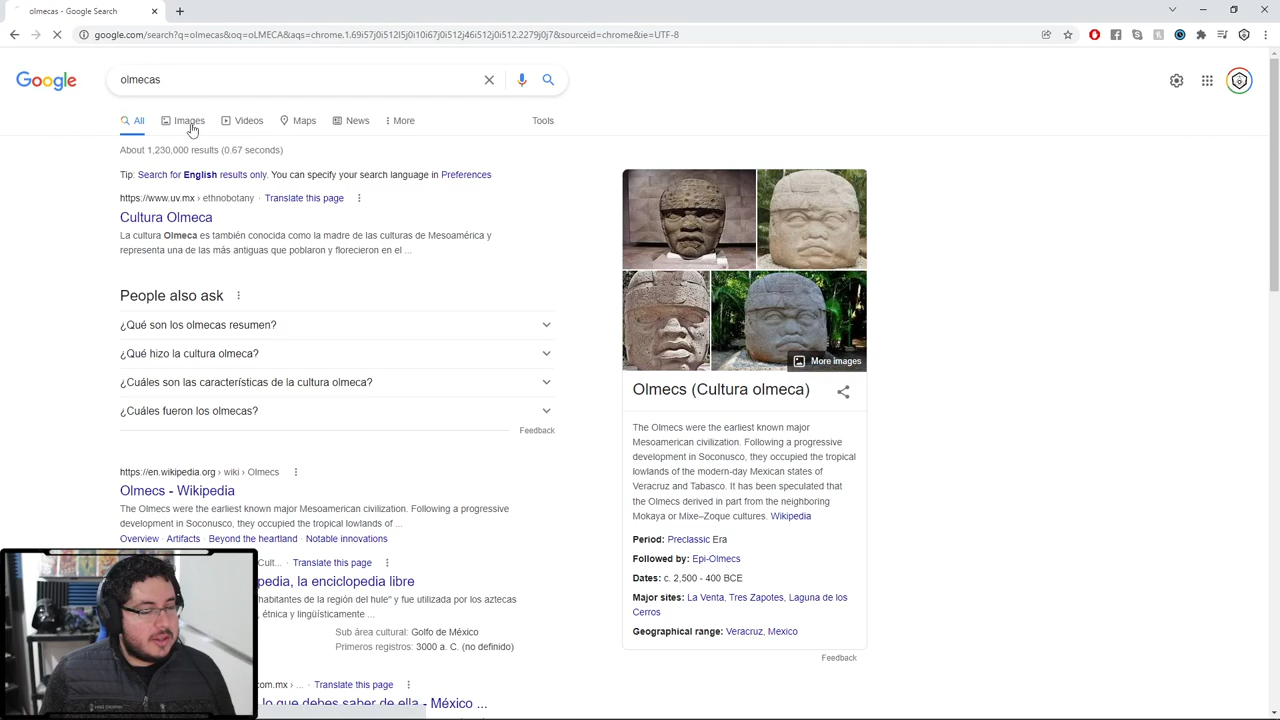 olmecas - Google Search
google.com/search?q=olmecas&oq=oLMECA&aqs=chrome.1.69i57j0i512l5j0i10i67j0i512j46i512j0i512.2279j0j7&sourceid=chrome&ie=UTF-8
Google
olmecas
All
Images
Videos
Maps
News
More
Tools
About 1,230,000 results (0.67 seconds)
Tip: Search for English results only. You can specify your search language in Preferences
https://www.uv.mx › ethnobotany · Translate this page
Cultura Olmeca
La cultura Olmeca es también conocida como la madre de las culturas de Mesoamérica y
representa una de las más antiguas que poblaron y florecieron en el ...
People also ask
¿Qué son los olmecas resumen?
¿Qué hizo la cultura olmeca?
¿Cuáles son las características de la cultura olmeca?
¿Cuáles fueron los olmecas?
Feedback
https://en.wikipedia.org › wiki › Olmecs
Olmecs - Wikipedia
The Olmecs were the earliest known major Mesoamerican civilization. Following a progressive
development in Soconusco, they occupied the tropical lowlands of ...
Overview · Artifacts · Beyond the heartland · Notable innovations
Cult... · Translate this page
pedia, la enciclopedia libre
habitantes de la región del hule" y fue utilizada por los aztecas
, étnica y lingüísticamente ...
Sub área cultural: Golfo de México
Primeros registros: 3000 a. C. (no definido)
om.mx › ... · Translate this page
lo que debes saber de ella - México ...
More images
Olmecs (Cultura olmeca)
The Olmecs were the earliest known major
Mesoamerican civilization. Following a progressive
development in Soconusco, they occupied the tropical
lowlands of the modern-day Mexican states of
Veracruz and Tabasco. It has been speculated that
the Olmecs derived in part from the neighboring
Mokaya or Mixe–Zoque cultures. Wikipedia
Period: Preclassic Era
Followed by: Epi-Olmecs
Dates: c. 2,500 - 400 BCE
Major sites: La Venta, Tres Zapotes, Laguna de los
Cerros
Geographical range: Veracruz, Mexico
Feedback